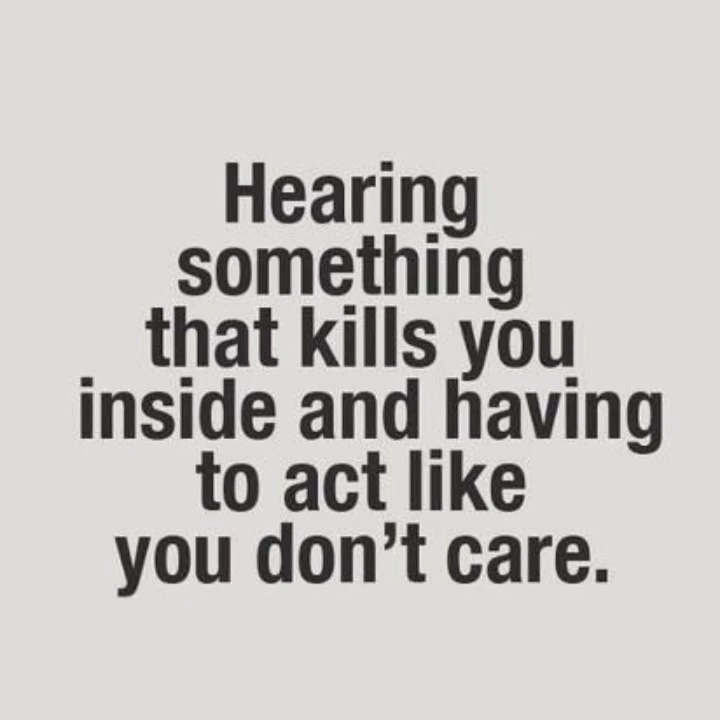 Hearing
something
that kills you
inside and having
to act like
you don’t care.